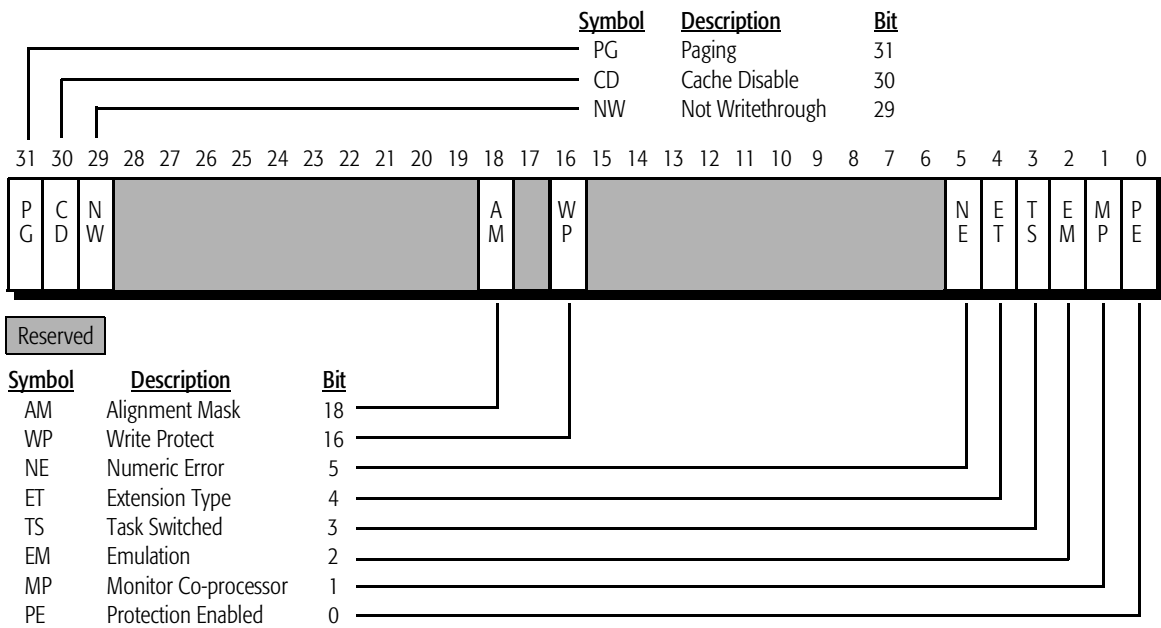 Symbol Description Bit
PG Paging 31
CD Cache Disable 30
NW Not Writethrough 29
31 30 29 28 27 26 25 24 23 22 21 20 19 18 17 16 15 14 13 12 11 10 9 8 7 6 5 4 3 2 1 0
P C N A W N E T E M P
G D W M P E T S M P E
Reserved
Symbol Description Bit
AM Alignment Mask 18
WP Write Protect 16
NE Numeric Error 5
ET Extension Type 4
TS Task Switched 3
EM Emulation 2
MP Monitor Co-processor 1
PE Protection Enabled 0